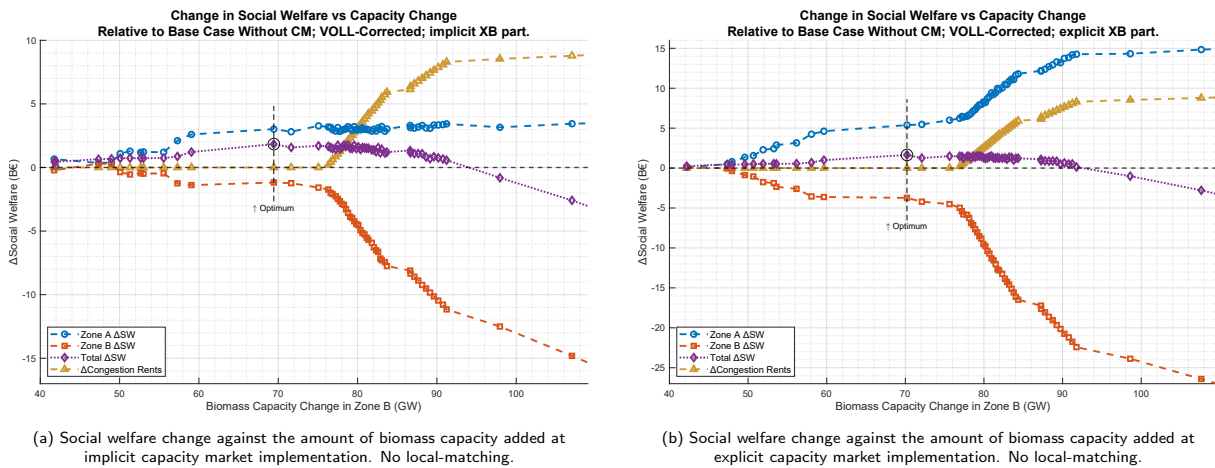 Change in Social Welfare vs Capacity Change
Relative to Base Case Without CM; VOLL-Corrected; implicit XB part.
10
5
0
-5
-10
-15
ΔSocial Welfare (B€)
↑ Optimum
Zone A ΔSW
Zone B ΔSW
Total ΔSW
ΔCongestion Rents
40 50 60 70 80 90 100
Biomass Capacity Change in Zone B (GW)
(a) Social welfare change against the amount of biomass capacity added at
implicit capacity market implementation. No local-matching.
Change in Social Welfare vs Capacity Change
Relative to Base Case Without CM; VOLL-Corrected; explicit XB part.
15
10
5
0
-5
-10
-15
-20
-25
ΔSocial Welfare (B€)
↑ Optimum
Zone A ΔSW
Zone B ΔSW
Total ΔSW
ΔCongestion Rents
50 60 70 80 90 100
Biomass Capacity Change in Zone B (GW)
(b) Social welfare change against the amount of biomass capacity added at
explicit capacity market implementation. No local-matching.